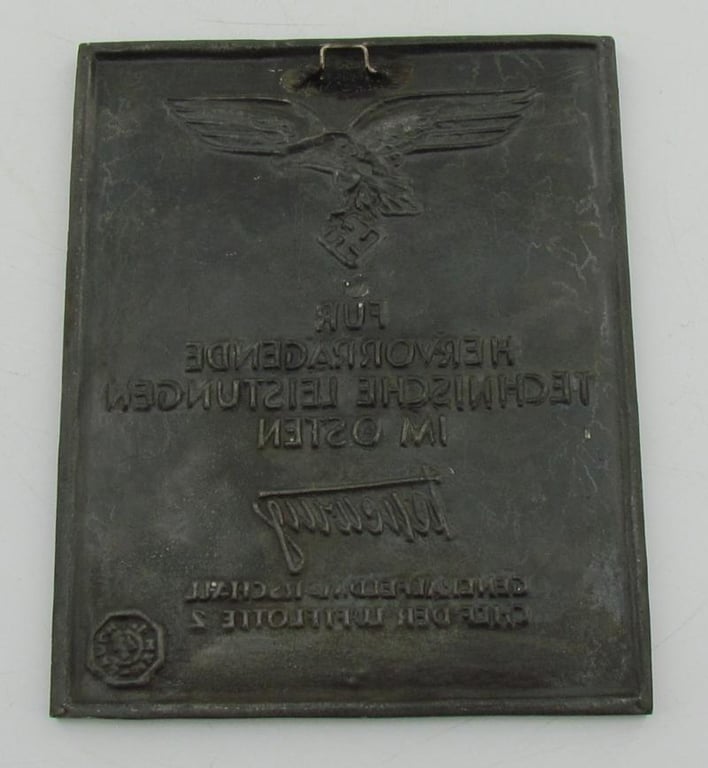 FÜR
HERVORRAGENDE
TECHNISCHE LEISTUNGEN
IM OSTEN
GENERALFELDMARSCHALL
CHEF DER LUFTFLOTTE 2